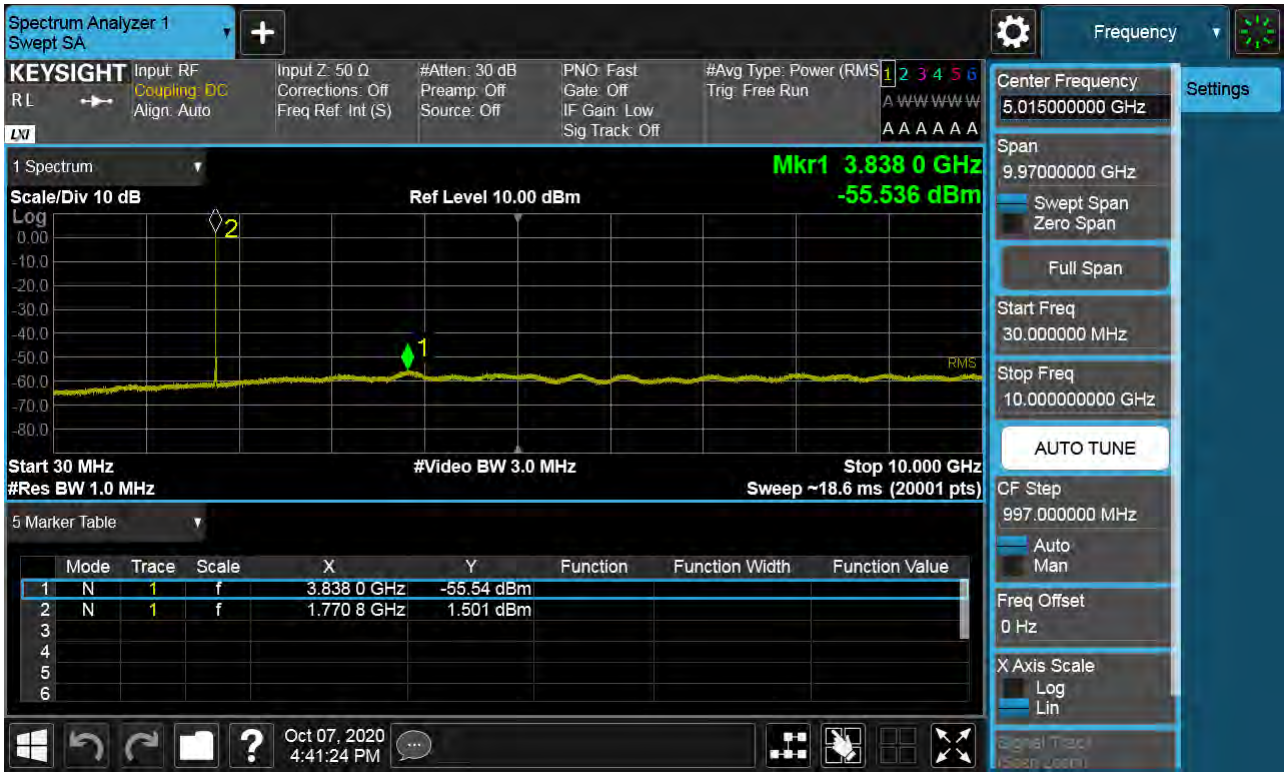 Spectrum Analyzer 1
Swept SA
+
Frequency
KEYSIGHT
R L
LXI
Input: RF
Coupling: DC
Align: Auto
Input Z: 50 Ω
Corrections: Off
Freq Ref: Int (S)
#Atten: 30 dB
Preamp: Off
Source: Off
PNO: Fast
Gate: Off
IF Gain: Low
Sig Track: Off
#Avg Type: Power (RMS
Trig: Free Run
1 2 3 4 5 6
A W W W W W
A A A A A A
1 Spectrum
Mkr1 3.838 0 GHz
-55.536 dBm
Scale/Div 10 dB
Ref Level 10.00 dBm
Log
0.00
-10.0
-20.0
-30.0
-40.0
-50.0
-60.0
-70.0
-80.0
2
1
RMS
Start 30 MHz
#Video BW 3.0 MHz
Stop 10.000 GHz
#Res BW 1.0 MHz
Sweep ~18.6 ms (20001 pts)
5 Marker Table
Mode Trace Scale X Y Function Function Width Function Value
1 N 1 f 3.838 0 GHz -55.54 dBm
2 N 1 f 1.770 8 GHz 1.501 dBm
3
4
5
6
Oct 07, 2020
4:41:24 PM
?
Center Frequency
5.015000000 GHz
Settings
Span
9.97000000 GHz
Swept Span
Zero Span
Full Span
Start Freq
30.000000 MHz
Stop Freq
10.000000000 GHz
AUTO TUNE
CF Step
997.000000 MHz
Auto
Man
Freq Offset
0 Hz
X Axis Scale
Log
Lin
Signal Track
(Span Zoom)